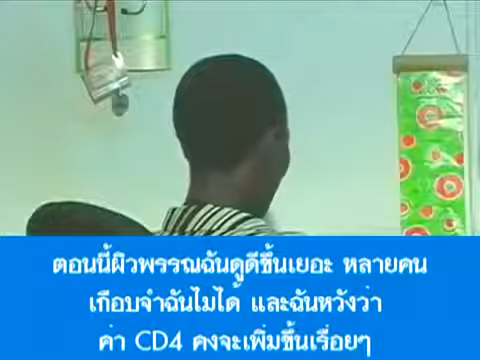 ตอนนี้ผิวพรรณฉันดูดีขึ้นเยอะ หลายคน
เกือบจำฉันไม่ได้ และฉันหวังว่า
ค่า CD4 คงจะเพิ่มขึ้นเรื่อยๆ